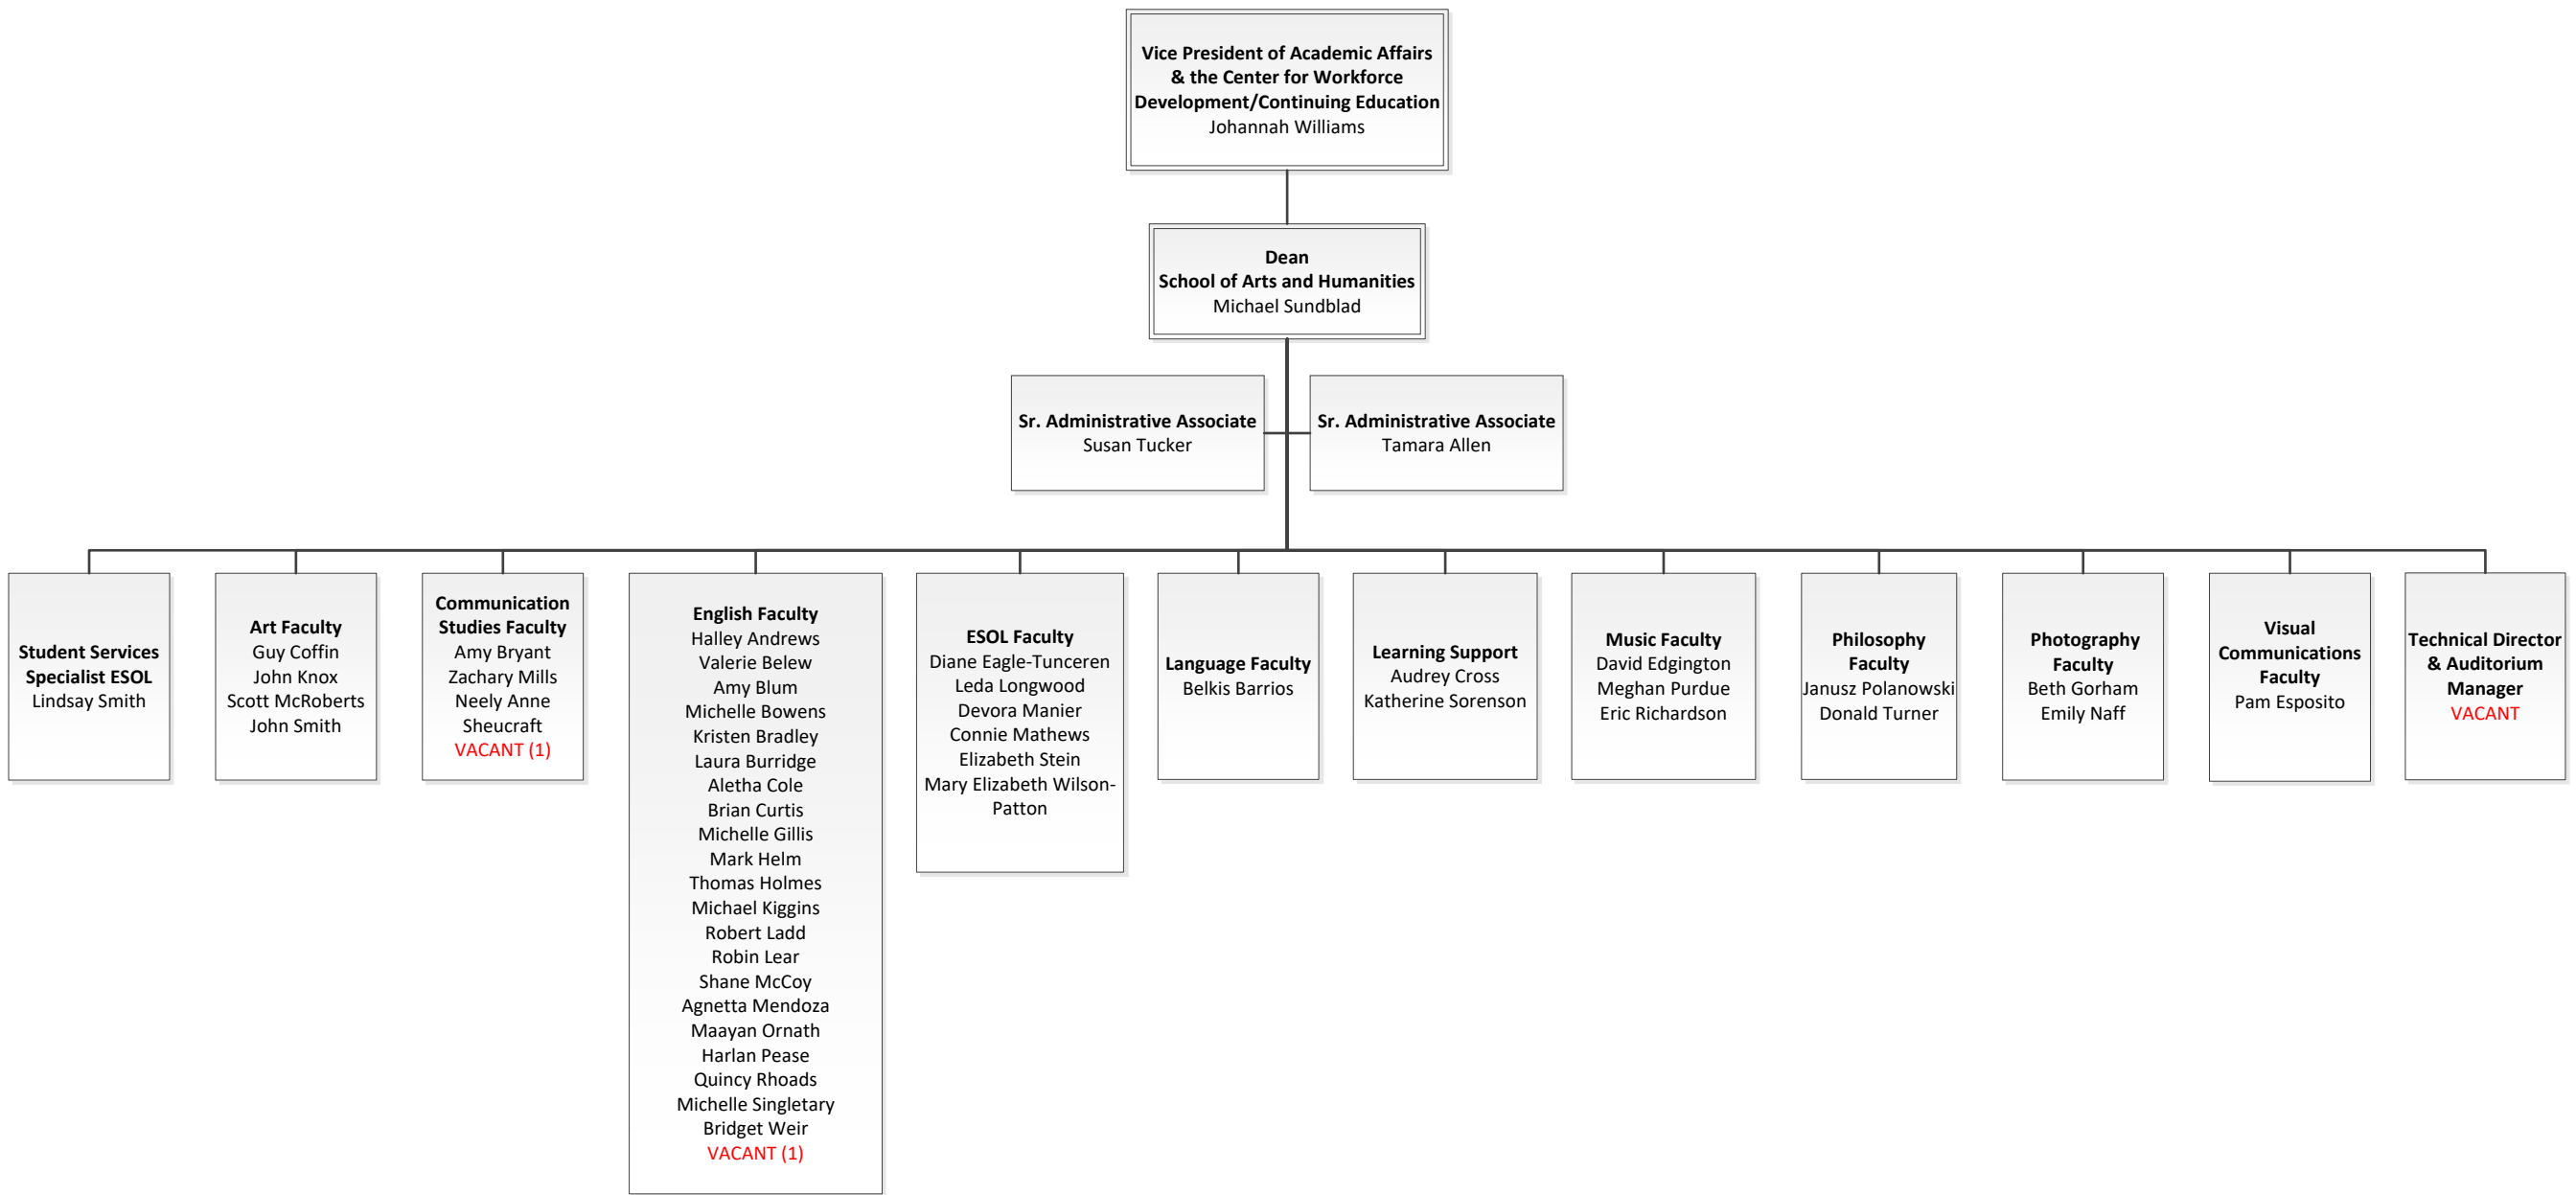 Vice President of Academic Affairs
& the Center for Workforce
Development/Continuing Education
Johannah Williams
Dean
School of Arts and Humanities
Michael Sundblad
Sr. Administrative Associate
Susan Tucker
Sr. Administrative Associate
Tamara Allen
Student Services
Specialist ESOL
Lindsay Smith
Art Faculty
Guy Coffin
John Knox
Scott McRoberts
John Smith
Communication
Studies Faculty
Amy Bryant
Zachary Mills
Neely Anne
Sheucraft
VACANT (1)
English Faculty
Halley Andrews
Valerie Belew
Amy Blum
Michelle Bowens
Kristen Bradley
Laura Burridge
Aletha Cole
Brian Curtis
Michelle Gillis
Mark Helm
Thomas Holmes
Michael Kiggins
Robert Ladd
Robin Lear
Shane McCoy
Agnetta Mendoza
Maayan Ornath
Harlan Pease
Quincy Rhoads
Michelle Singletary
Bridget Weir
VACANT (1)
ESOL Faculty
Diane Eagle-Tunceren
Leda Longwood
Devora Manier
Connie Mathews
Elizabeth Stein
Mary Elizabeth Wilson-
Patton
Language Faculty
Belkis Barrios
Learning Support
Audrey Cross
Katherine Sorenson
Music Faculty
David Edgington
Meghan Purdue
Eric Richardson
Philosophy
Faculty
Janusz Polanowski
Donald Turner
Photography
Faculty
Beth Gorham
Emily Naff
Visual
Communications
Faculty
Pam Esposito
Technical Director
& Auditorium
Manager
VACANT